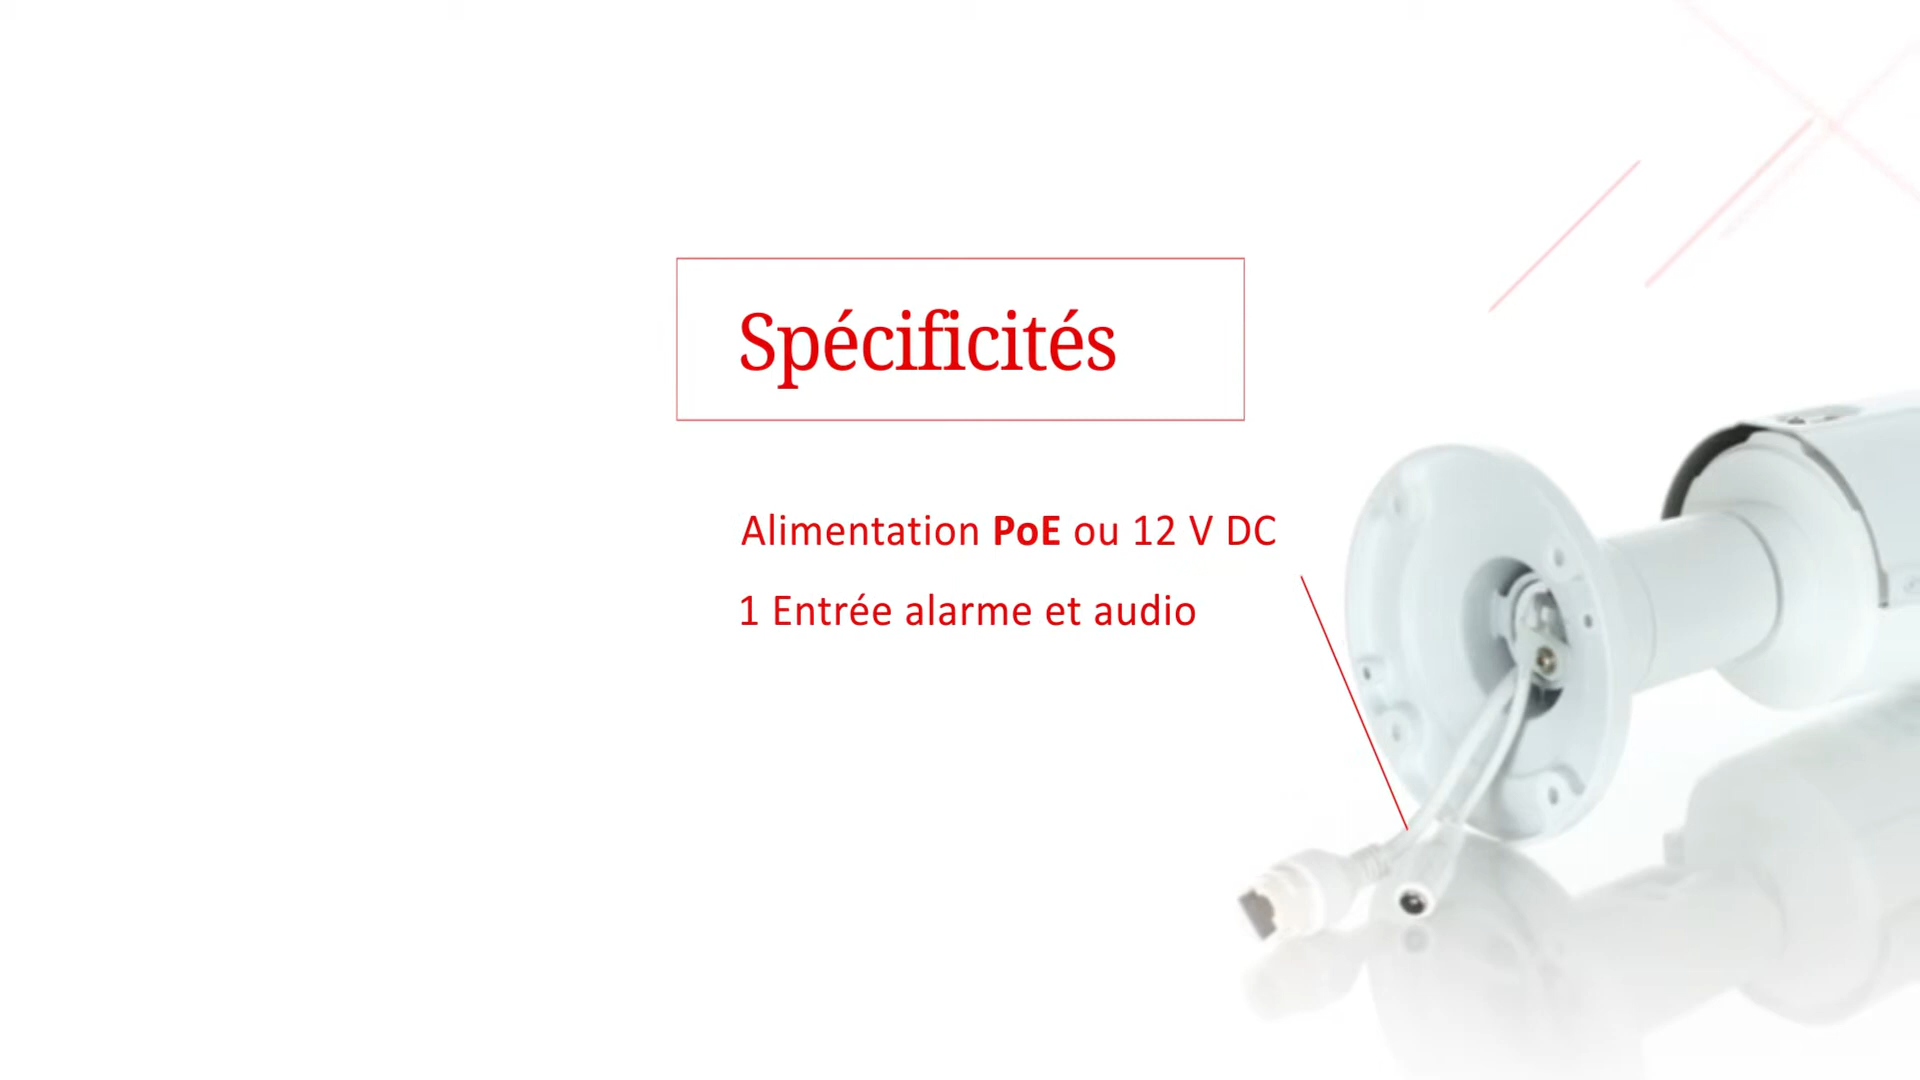 Spécificités
Alimentation PoE ou 12 V DC
1 Entrée alarme et audio